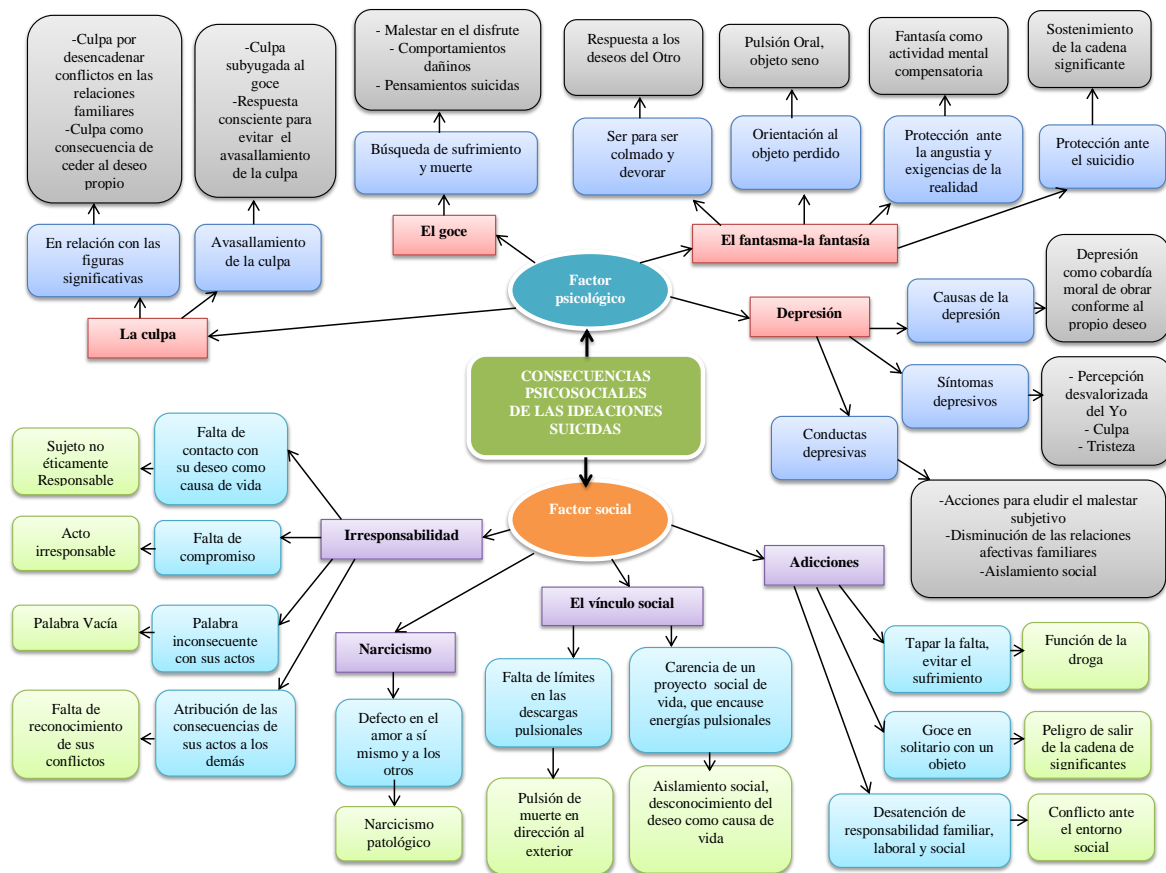 - Culpa por
desencadenar
conflictos en las
relaciones
familiares
-Culpa como
consecuencia de
ceder al deseo
propio
-Culpa
subyugada al
goce
-Respuesta
consciente para
evitar el
avasallamiento
de la culpa
- Malestar en el disfrute
- Comportamientos
dañinos
- Pensamientos suicidas
Respuesta a los
deseos del Otro
Pulsión Oral,
objeto seno
Fantasía como
actividad mental
compensatoria
Sostenimiento
de la cadena
significante
En relación con las
figuras
significativas
Avasallamiento
de la culpa
Búsqueda de sufrimiento
y muerte
Ser para ser
colmado y
devorar
Orientación al
objeto perdido
Protección ante
la angustia y
exigencias de la
realidad
Protección ante
el suicidio
La culpa
El goce
El fantasma-la fantasía
Factor
psicológico
Depresión
Causas de la
depresión
Depresión
como cobardía
moral de obrar
conforme al
propio deseo
Síntomas
depresivos
- Percepción
desvalorizada
del Yo
- Culpa
- Tristeza
Conductas
depresivas
-Acciones para eludir el malestar
subjetivo
-Disminución de las relaciones
afectivas familiares
- Aislamiento social
CONSECUENCIAS
PSICOSOCIALES
DE LAS IDEACIONES
SUICIDAS
Factor social
Irresponsabilidad
Falta de
contacto con
su deseo como
causa de vida
Sujeto no
éticamente
Responsable
Falta de
compromiso
Acto
irresponsable
Palabra
inconsecuente
con sus actos
Palabra Vacía
Atribución de las
consecuencias de
sus actos a los
demás
Falta de
reconocimiento
de sus
conflictos
Narcicismo
Defecto en el
amor a sí
mismo y a los
otros
Narcicismo
patológico
El vínculo social
Falta de límites
en las
descargas
pulsionales
Pulsión de
muerte en
dirección al
exterior
Carencia de un
proyecto social de
vida, que encause
energías pulsionales
Aislamiento social,
desconocimiento del
deseo como causa de
vida
Adicciones
Tapar la falta,
evitar el
sufrimiento
Función de la
droga
Goce en
solitario con un
objeto
Peligro de salir
de la cadena de
significantes
Desatención de
responsabilidad familiar,
laboral y social
Conflicto ante
el entorno
social